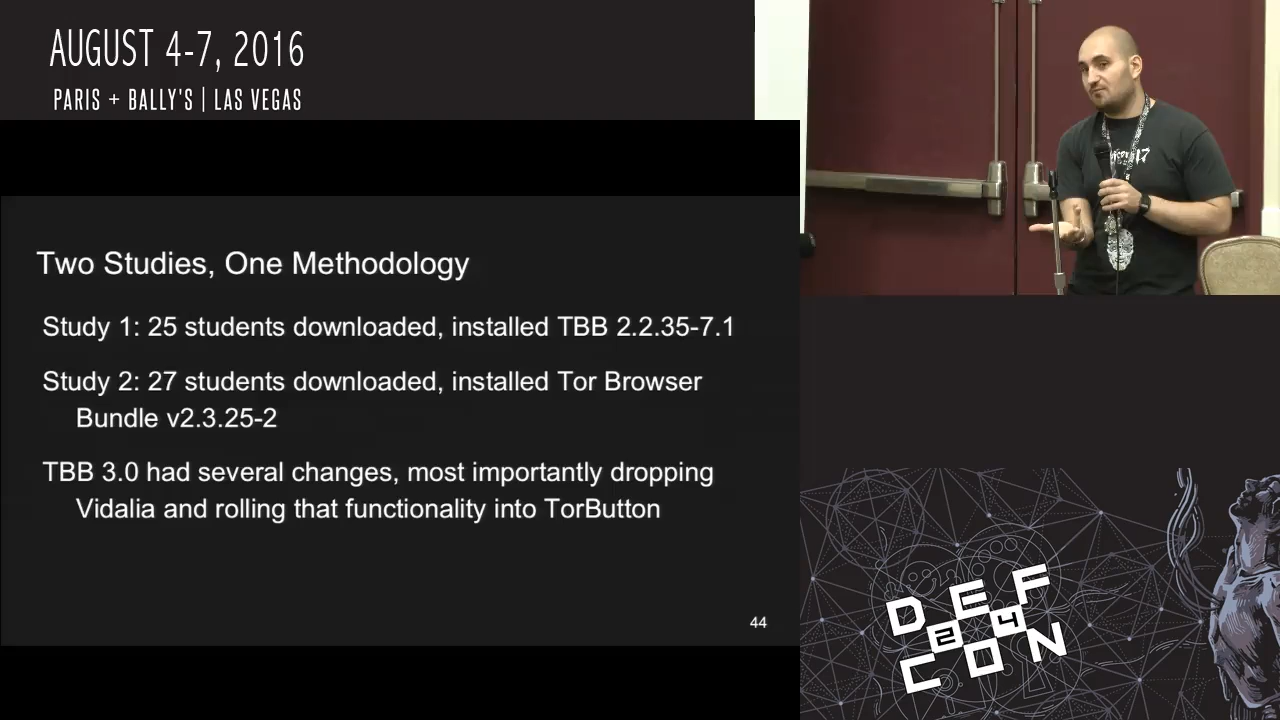 AUGUST 4-7, 2016
PARIS + BALLY'S | LAS VEGAS
Two Studies, One Methodology
Study 1: 25 students downloaded, installed TBB 2.2.35-7.1
Study 2: 27 students downloaded, installed Tor Browser
Bundle v2.3.25-2
TBB 3.0 had several changes, most importantly dropping
Vidalia and rolling that functionality into TorButton
44
DEF
24
CON